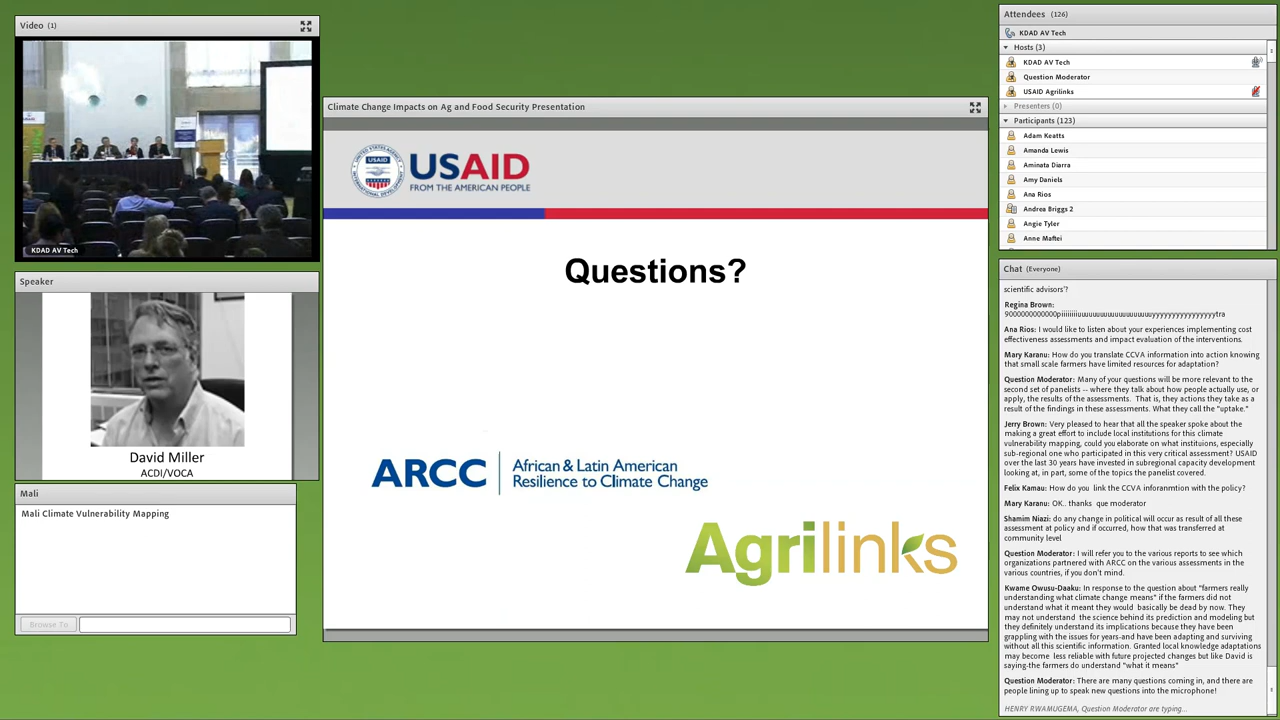 Video (1)
KDAD AV Tech
Speaker
David Miller
ACDI/VOCA
Mali
Mali Climate Vulnerability Mapping
Browse To
Climate Change Impacts on Ag and Food Security Presentation
USAID
USAID
FROM THE AMERICAN PEOPLE
Questions?
ARCC
African & Latin American
Resilience to Climate Change
Agrilinks
Attendees (126)
KDAD AV Tech
Hosts (3)
KDAD AV Tech
Question Moderator
USAID Agrilinks
Presenters (0)
Participants (123)
Adam Keatts
Amanda Lewis
Aminata Diarra
Amy Daniels
Ana Rios
Andrea Briggs 2
Angie Tyler
Anne Maftei
Chat (Everyone)
scientific advisors'?
Regina Brown:
Ana Rios: I would like to listen about your experiences implementing cost
effectiveness assessments and impact evaluation of the interventions.
Mary Karanu: How do you translate CCVA information into action knowing
that small scale farmers have limited resources for adaptation?
Question Moderator: Many of your questions will be more relevant to the
second set of panelists -- where they talk about how people actually use, or
apply, the results of the assessments. That is, they actions they take as a
result of the findings in these assessments. What they call the "uptake."
Jerry Brown: Very pleased to hear that all the speaker spoke about the
making a great effort to include local institutions for this climate
vulnerability mapping, could you elaborate on what instituions, especially
sub-regional one who participated in this very critical assessment? USAID
over the last 30 years have invested in subregional capacity development
looking at, in part, some of the topics the panelist covered.
Felix Kamau: How do you link the CCVA inforanmtion with the policy?
Mary Karanu: OK.. thanks que moderator
Shamim Niazi: do any change in political will occur as result of all these
assessment at policy and if occurred, how that was transferred at
community level
Question Moderator: I will refer you to the various reports to see which
organizations partnered with ARCC on the various assessments in the
various countries, if you don't mind.
Kwame Owusu-Daaku: In response to the question about "farmers really
understanding what climate change means" if the farmers did not
understand what it meant they would basically be dead by now. They
may not understand the science behind its prediction and modeling but
they definitely understand its implications because they have been
grappling with the issues for years-and have been adapting and surviving
without all this scientific information. Granted local knowledge adaptations
may become less reliable with future projected changes but like David is
saying-the farmers do understand "what it means"
Question Moderator: There are many questions coming in, and there are
people lining up to speak new questions into the microphone!
HENRY RWAMUGEMA, Question Moderator are typing...